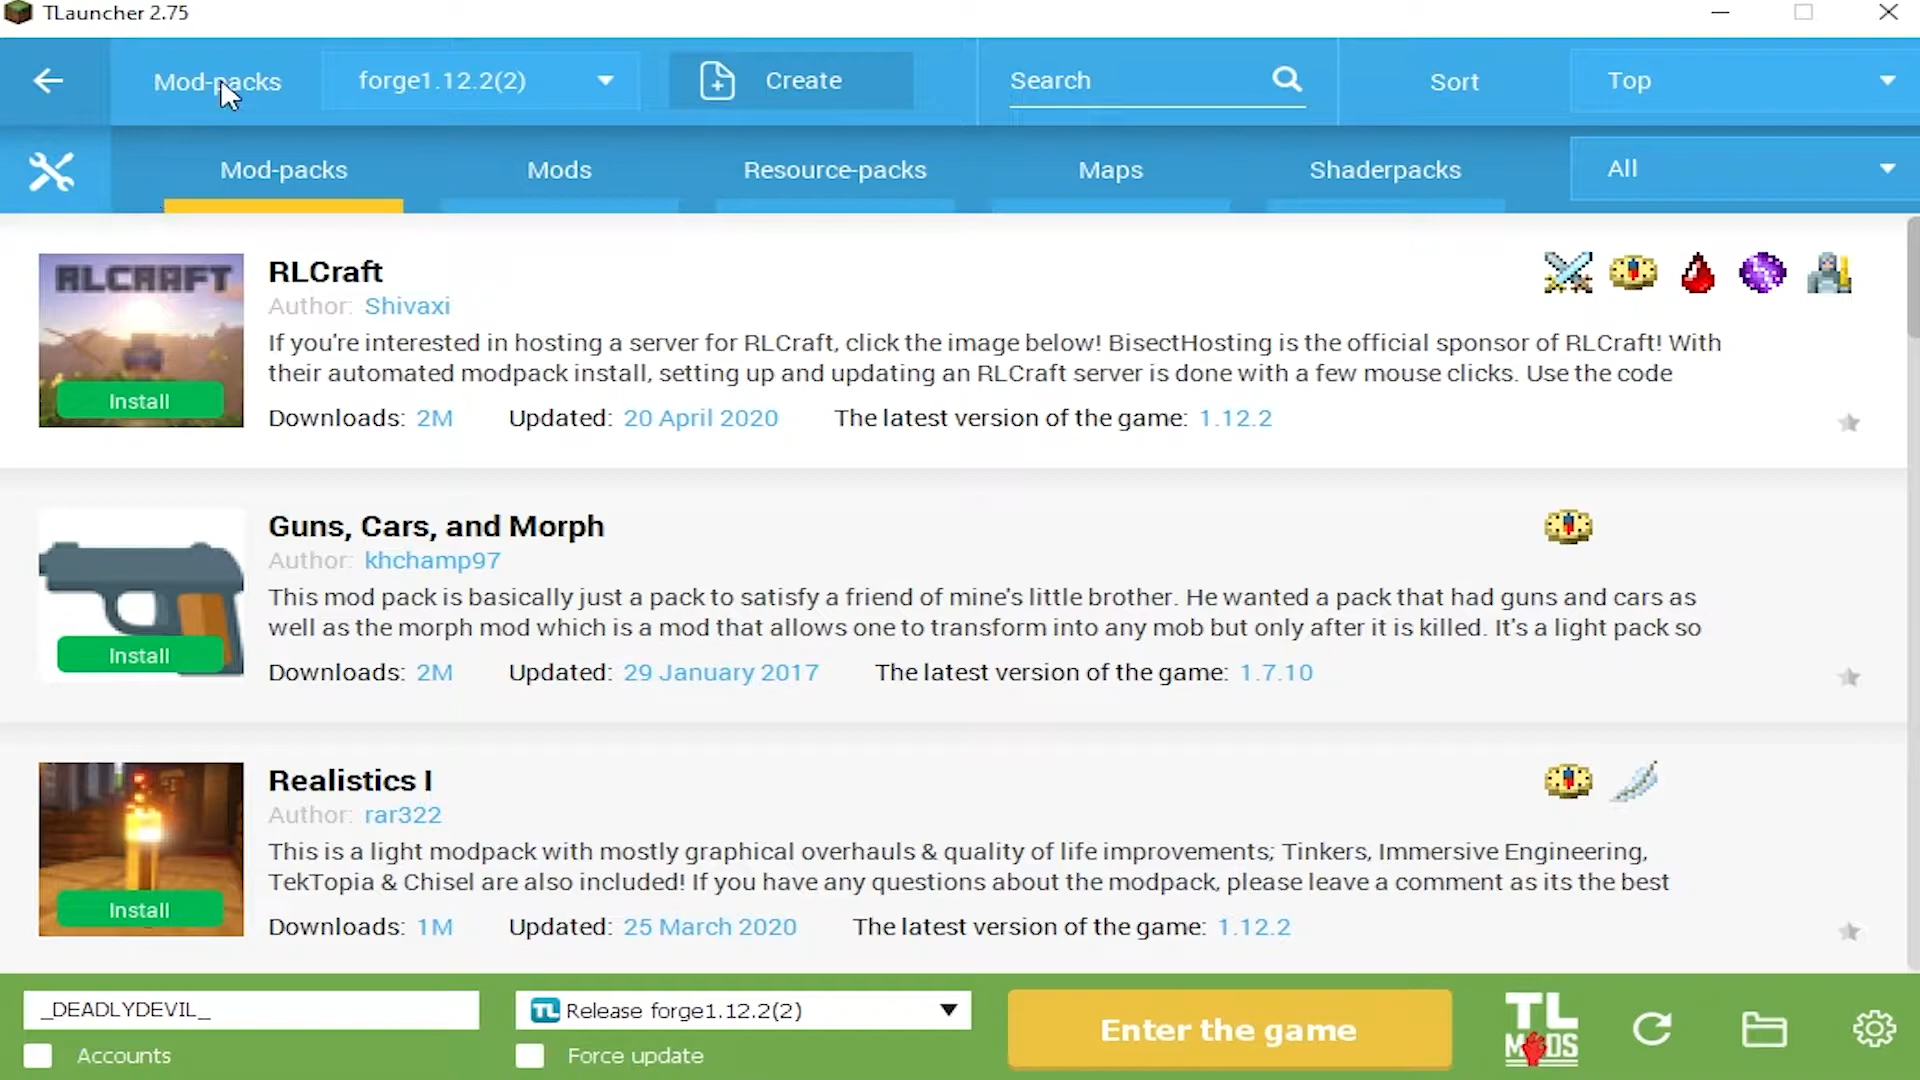 TLauncher 2.75
Mod-packs
forge1.12.2(2)
Create
Search
Sort
Top
Mod-packs
Mods
Resource-packs
Maps
Shaderpacks
All
RLCRAFT
Install
RLCraft
Author: Shivaxi
If you're interested in hosting a server for RLCraft, click the image below! BisectHosting is the official sponsor of RLCraft! With
their automated modpack install, setting up and updating an RLCraft server is done with a few mouse clicks. Use the code
Downloads: 2M Updated: 20 April 2020 The latest version of the game: 1.12.2
Install
Guns, Cars, and Morph
Author: khchamp97
This mod pack is basically just a pack to satisfy a friend of mine's little brother. He wanted a pack that had guns and cars as
well as the morph mod which is a mod that allows one to transform into any mob but only after it is killed. It's a light pack so
Downloads: 2M Updated: 29 January 2017 The latest version of the game: 1.7.10
Install
Realistics I
Author: rar322
This is a light modpack with mostly graphical overhauls & quality of life improvements; Tinkers, Immersive Engineering,
TekTopia & Chisel are also included! If you have any questions about the modpack, please leave a comment as its the best
Downloads: 1M Updated: 25 March 2020 The latest version of the game: 1.12.2
_DEADLYDEVIL_
Accounts
TL Release forge1.12.2(2)
Force update
Enter the game
TL
MODS